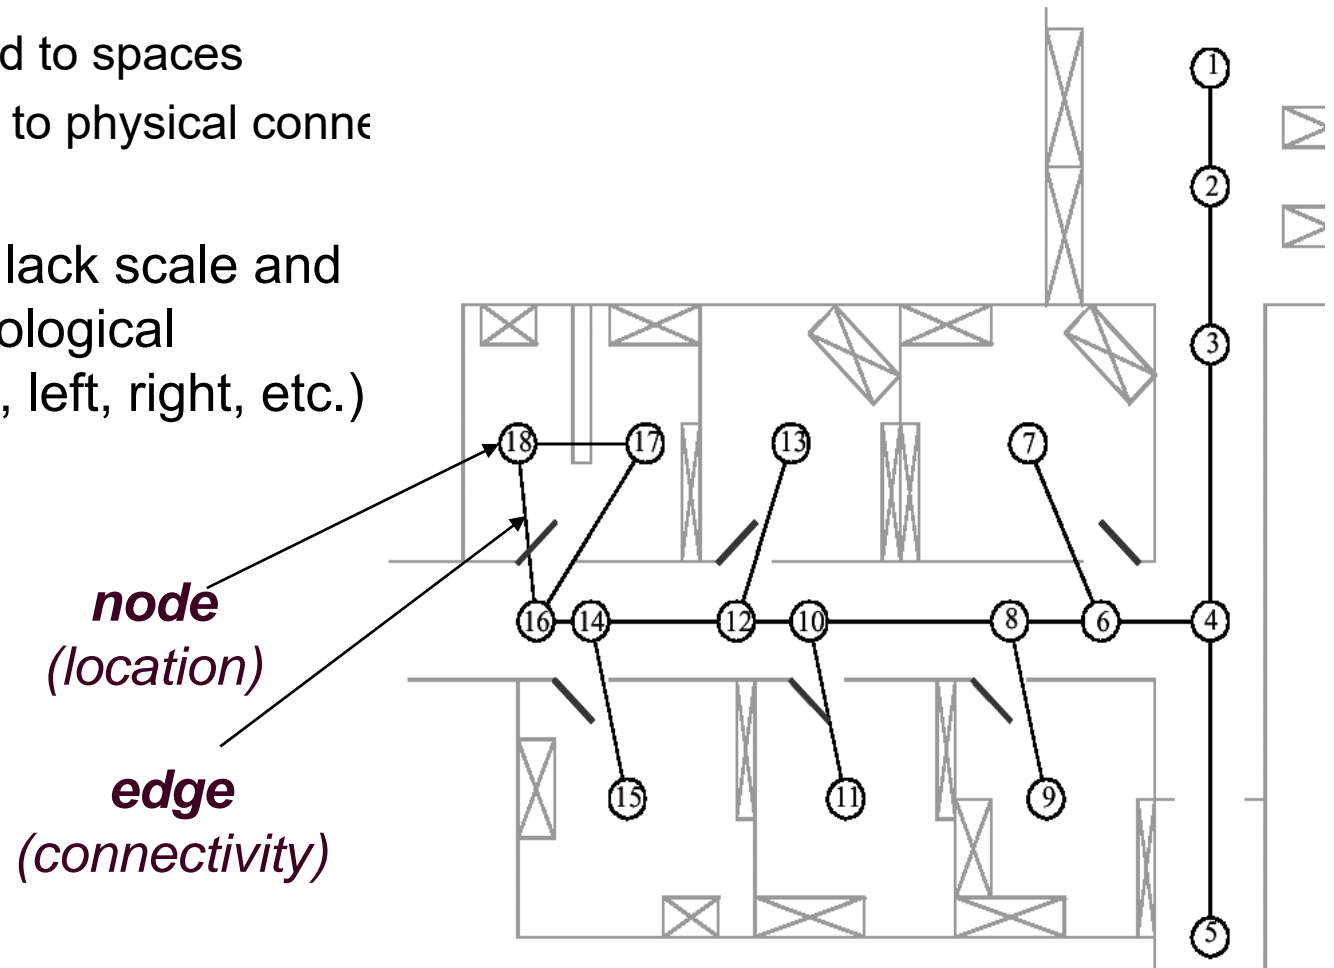 d to spaces
to physical conne
lack scale and
ological
, left, right, etc.)
node
(location)
edge
(connectivity)
1
2
3
18
17
13
7
16
14
12
10
8
6
4
15
11
9
5